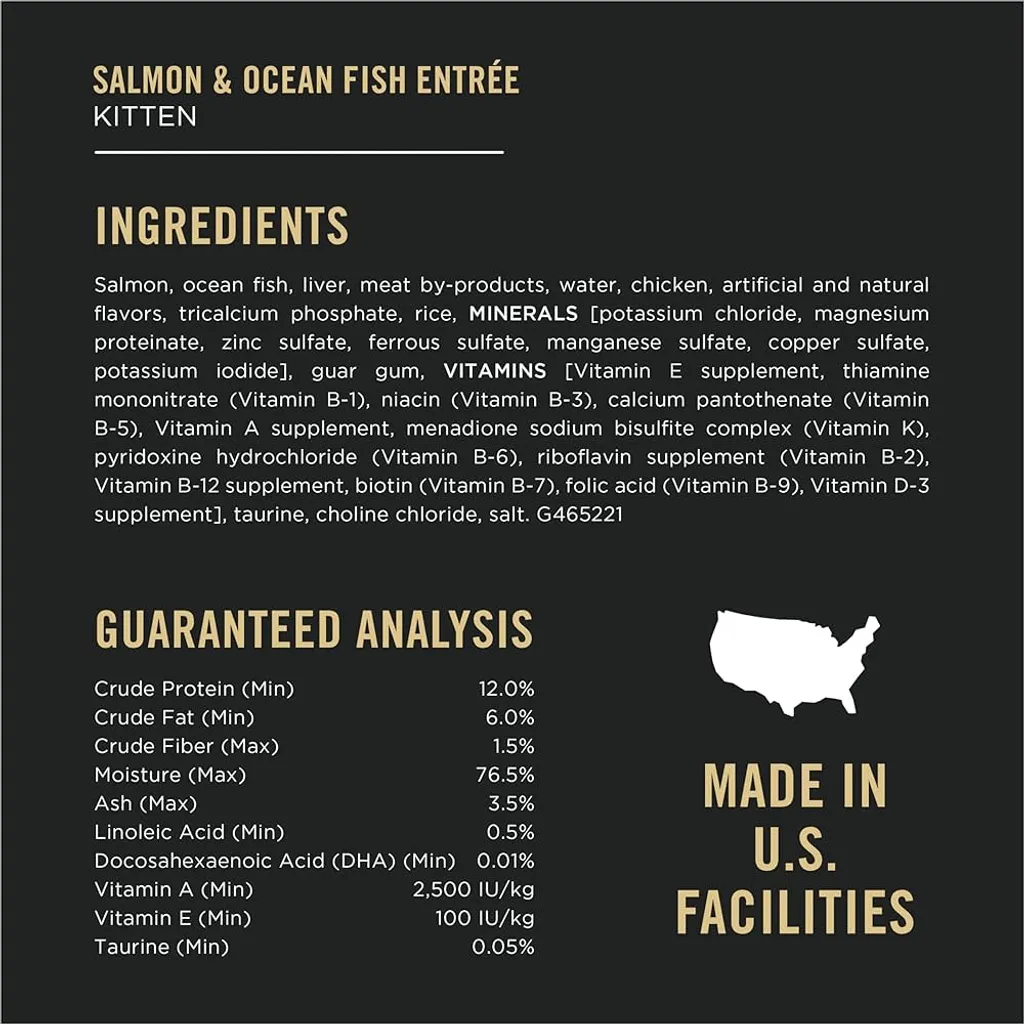 SALMON & OCEAN FISH ENTRÉE
KITTEN
INGREDIENTS
Salmon, ocean fish, liver, meat by-products, water, chicken, artificial and natural
flavors, tricalcium phosphate, rice, MINERALS [potassium chloride, magnesium
proteinate, zinc sulfate, ferrous sulfate, manganese sulfate, copper sulfate,
potassium iodide], guar gum, VITAMINS [Vitamin E supplement, thiamine
mononitrate (Vitamin B-1), niacin (Vitamin B-3), calcium pantothenate (Vitamin
B-5), Vitamin A supplement, menadione sodium bisulfite complex (Vitamin K),
pyridoxine hydrochloride (Vitamin B-6), riboflavin supplement (Vitamin B-2),
Vitamin B-12 supplement, biotin (Vitamin B-7), folic acid (Vitamin B-9), Vitamin D-3
supplement], taurine, choline chloride, salt. G465221
GUARANTEED ANALYSIS
Crude Protein (Min) 12.0%
Crude Fat (Min) 6.0%
Crude Fiber (Max) 1.5%
Moisture (Max) 76.5%
Ash (Max) 3.5%
Linoleic Acid (Min) 0.5%
Docosahexaenoic Acid (DHA) (Min) 0.01%
Vitamin A (Min) 2,500 IU/kg
Vitamin E (Min) 100 IU/kg
Taurine (Min) 0.05%
MADE IN
U.S.
FACILITIES